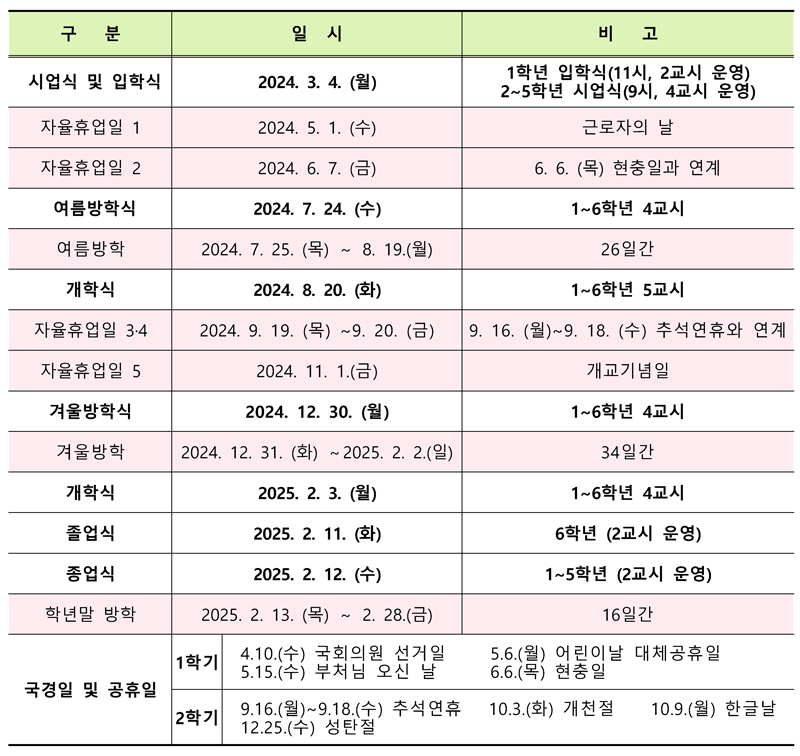 구 분 일 시 비 고
시업식 및 입학식 2024. 3. 4. (월) 1학년 입학식(11시, 2교시 운영)
2~5학년 시업식(9시, 4교시 운영)
자율휴업일 1 2024. 5. 1. (수) 근로자의 날
자율휴업일 2 2024. 6. 7. (금) 6. 6. (목) 현충일과 연계
여름방학식 2024. 7. 24. (수) 1~6학년 4교시
여름방학 2024. 7. 25. (목) ~ 8. 19.(월) 26일간
개학식 2024. 8. 20. (화) 1~6학년 5교시
자율휴업일 3·4 2024. 9. 19. (목) ~9. 20. (금) 9. 16. (월)~9. 18. (수) 추석연휴와 연계
자율휴업일 5 2024. 11. 1.(금) 개교기념일
겨울방학식 2024. 12. 30. (월) 1~6학년 4교시
겨울방학 2024. 12. 31. (화) ~2025. 2. 2.(일) 34일간
개학식 2025. 2. 3. (월) 1~6학년 4교시
졸업식 2025. 2. 11. (화) 6학년 (2교시 운영)
종업식 2025. 2. 12. (수) 1~5학년 (2교시 운영)
학년말 방학 2025. 2. 13. (목) ~ 2. 28.(금) 16일간
국경일 및 공휴일
1학기 4.10.(수) 국회의원 선거일 5.6.(월) 어린이날 대체공휴일
5.15.(수) 부처님 오신 날 6.6.(목) 현충일
2학기 9.16.(월)~9.18.(수) 추석연휴 10.3.(화) 개천절 10.9.(월) 한글날
12.25.(수) 성탄절